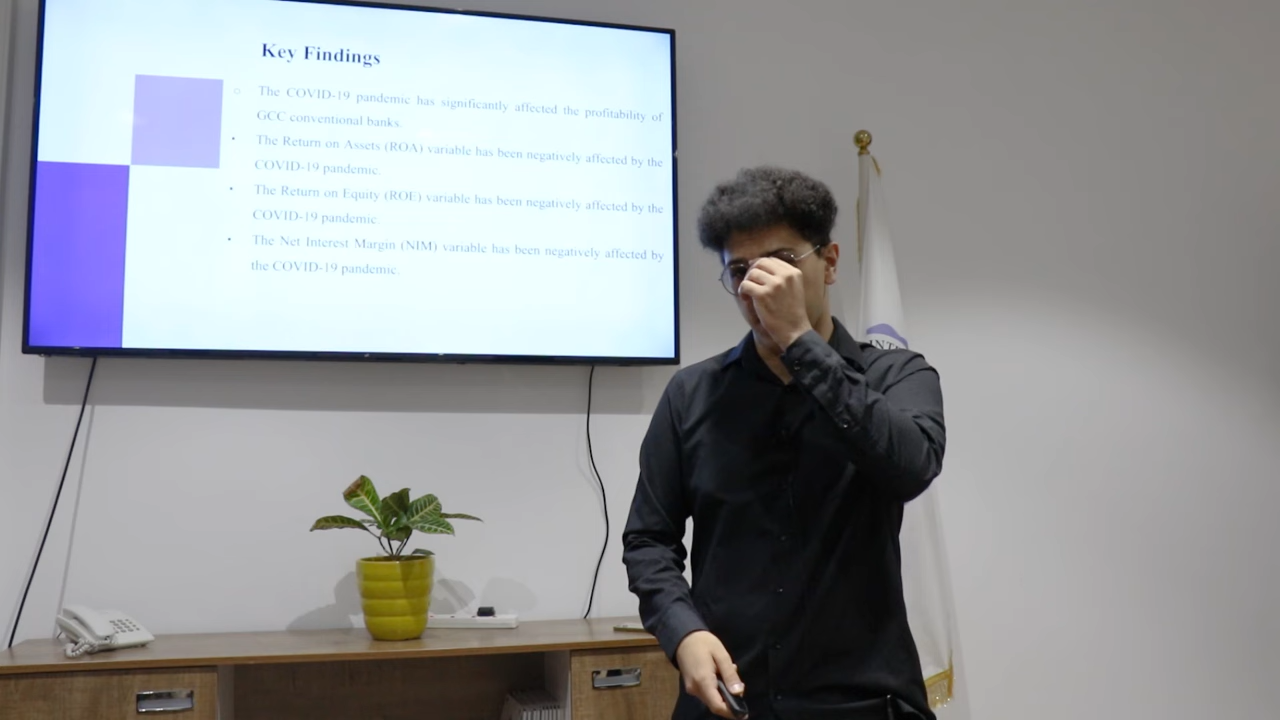 Key Findings
The COVID-19 pandemic has significantly affected the profitability of
GCC conventional banks.
The Return on Assets (ROA) variable has been negatively affected by the
COVID-19 pandemic.
The Return on Equity (ROE) variable has been negatively affected by the
COVID-19 pandemic.
The Net Interest Margin (NIM) variable has been negatively affected by
the COVID-19 pandemic.